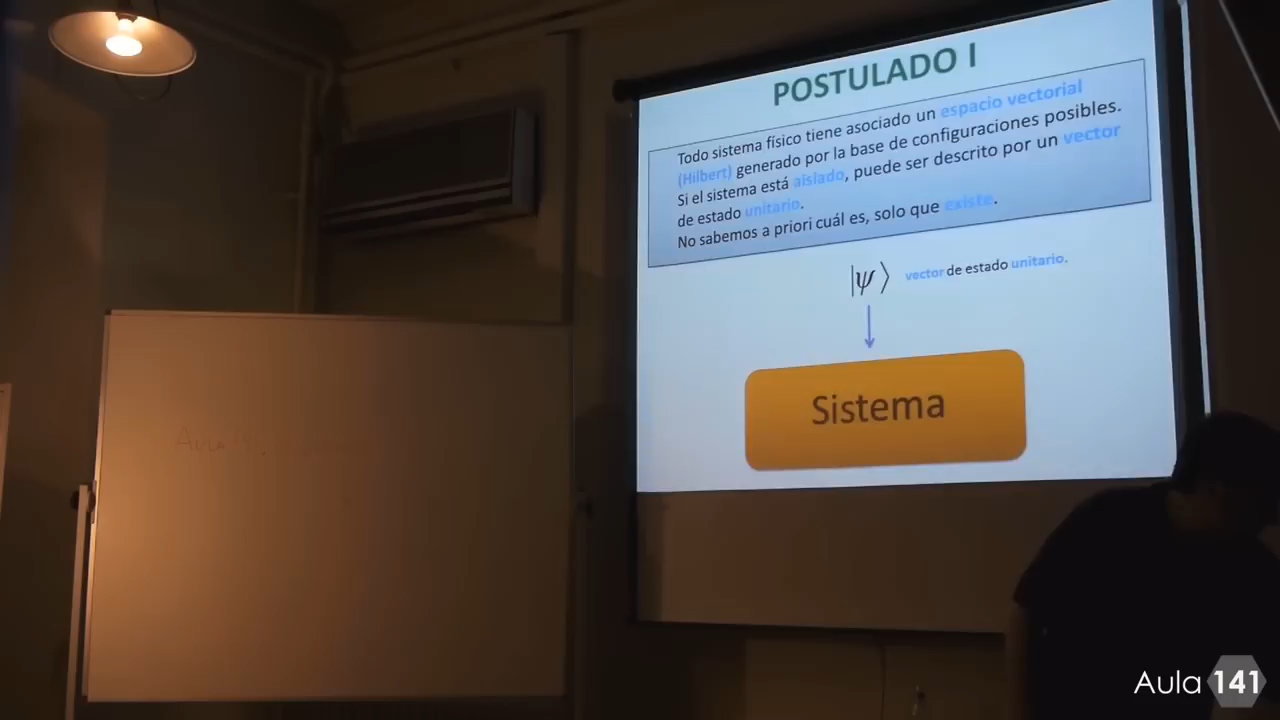 POSTULADO I
Todo sistema físico tiene asociado un espacio vectorial
(Hilbert) generado por la base de configuraciones posibles.
Si el sistema está aislado, puede ser descrito por un vector
de estado unitario.
No sabemos a priori cuál es, solo que existe.
|ψ⟩ vector de estado unitario.
Sistema
Aula
Aula 141